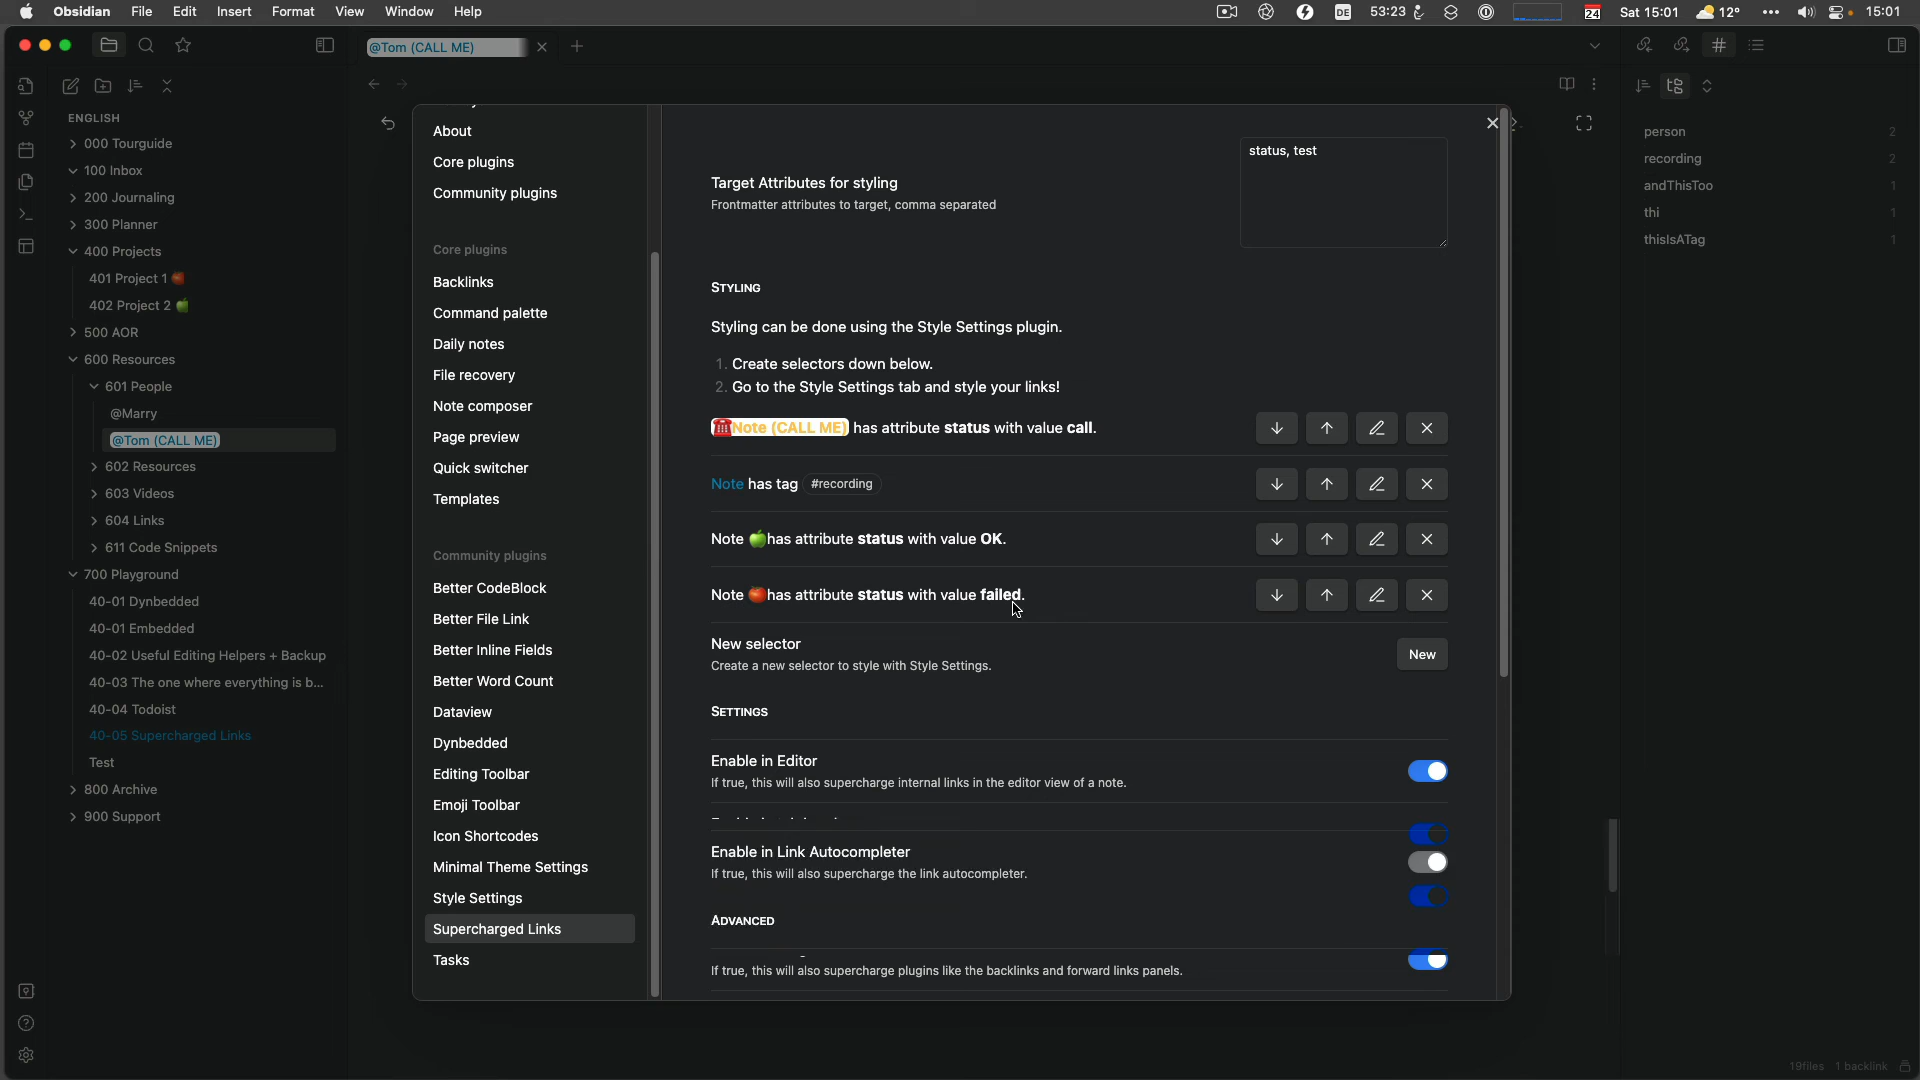 Obsidian File Edit Insert Format View Window Help DE 53:23 24 Sat 15:01 12° 15:01
@Tom (CALL ME)
ENGLISH
000 Tourguide
100 Inbox
200 Journaling
300 Planner
400 Projects
401 Project 1
402 Project 2
500 AOR
600 Resources
601 People
@Marry
@Tom (CALL ME)
602 Resources
603 Videos
604 Links
611 Code Snippets
700 Playground
40-01 Dynbedded
40-01 Embedded
40-02 Useful Editing Helpers + Backup
40-03 The one where everything is b...
40-04 Todoist
40-05 Supercharged Links
Test
800 Archive
900 Support
About
Core plugins
Community plugins
Core plugins
Backlinks
Command palette
Daily notes
File recovery
Note composer
Page preview
Quick switcher
Templates
Community plugins
Better CodeBlock
Better File Link
Better Inline Fields
Better Word Count
Dataview
Dynbedded
Editing Toolbar
Emoji Toolbar
Icon Shortcodes
Minimal Theme Settings
Style Settings
Supercharged Links
Tasks
status, test
Target Attributes for styling
Frontmatter attributes to target, comma separated
STYLING
Styling can be done using the Style Settings plugin.
1. Create selectors down below.
2. Go to the Style Settings tab and style your links!
☎️Note (CALL ME) has attribute status with value call.
Note has tag #recording
Note 🍏has attribute status with value OK.
Note 🍎has attribute status with value failed.
New selector
Create a new selector to style with Style Settings.
New
SETTINGS
Enable in Editor
If true, this will also supercharge internal links in the editor view of a note.
Enable in Link Autocompleter
If true, this will also supercharge the link autocompleter.
ADVANCED
If true, this will also supercharge plugins like the backlinks and forward links panels.
person 2
recording 2
andThisToo 1
thi 1
thisIsATag 1
19files 1 backlink